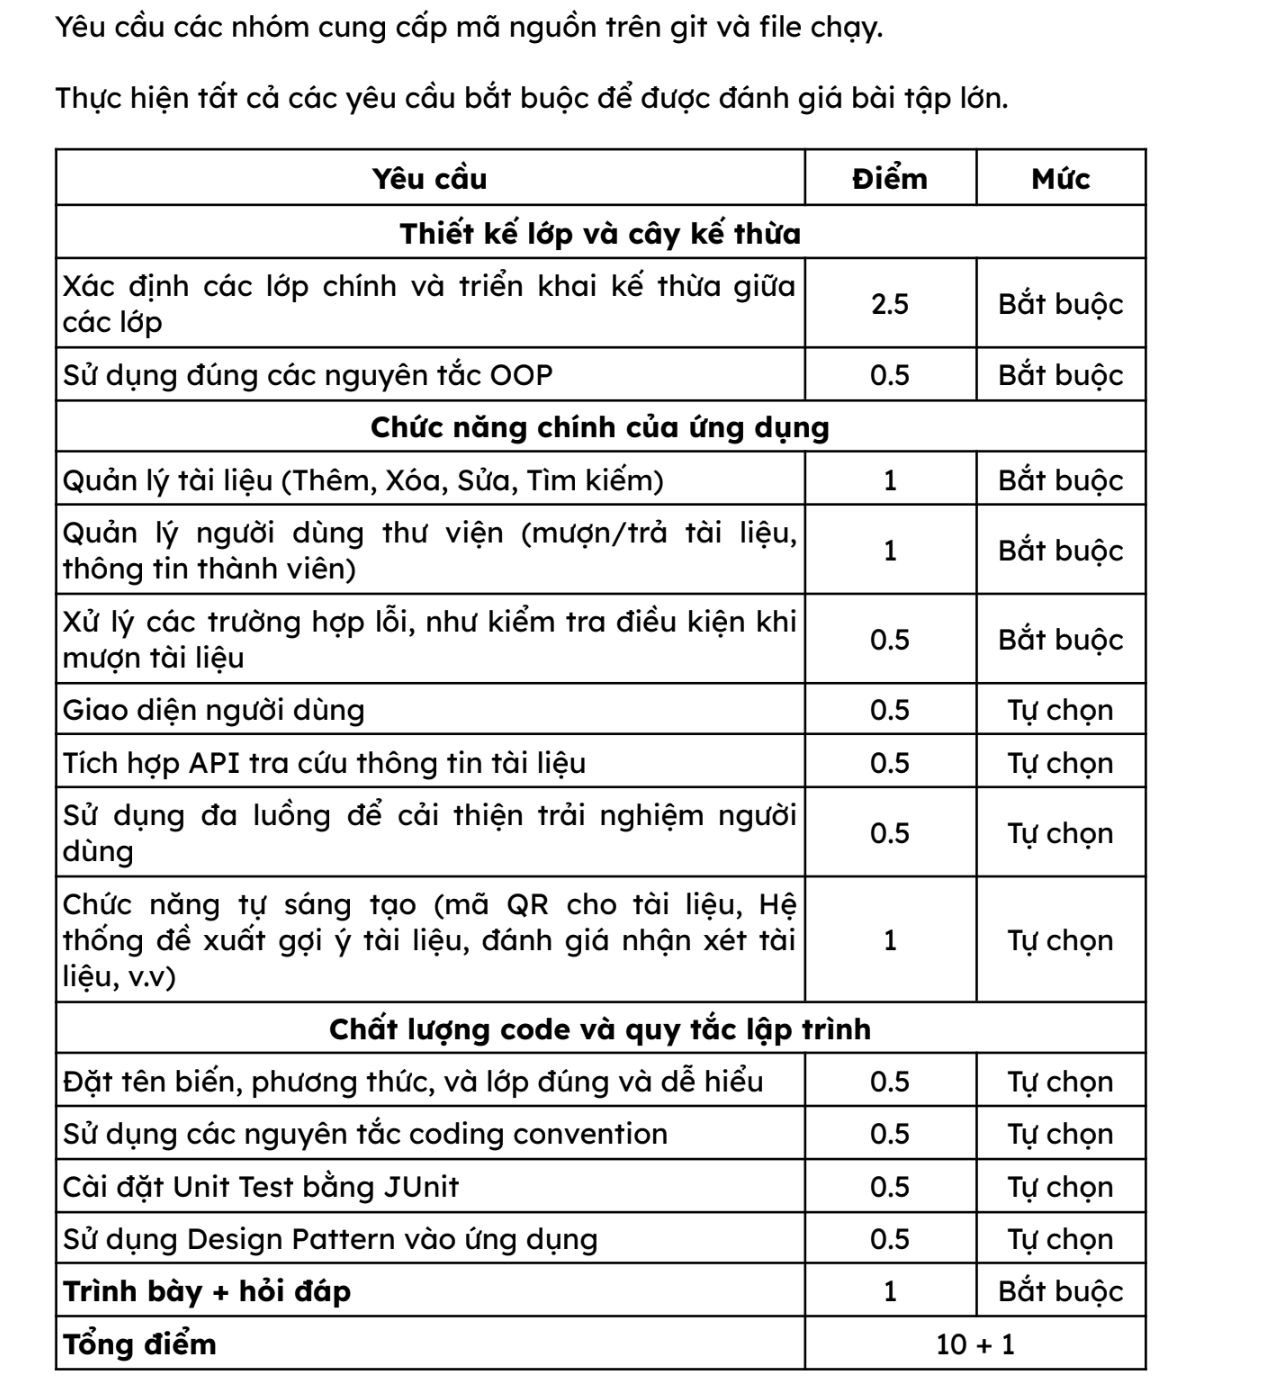 Yêu cầu các nhóm cung cấp mã nguồn trên git và file chạy.
Thực hiện tất cả các yêu cầu bắt buộc để được đánh giá bài tập lớn.
Yêu cầu Điểm Mức
Thiết kế lớp và cây kế thừa
Xác định các lớp chính và triển khai kế thừa giữa
các lớp
2.5 Bắt buộc
Sử dụng đúng các nguyên tắc OOP 0.5 Bắt buộc
Chức năng chính của ứng dụng
Quản lý tài liệu (Thêm, Xóa, Sửa, Tìm kiếm) 1 Bắt buộc
Quản lý người dùng thư viện (mượn/trả tài liệu,
thông tin thành viên)
1 Bắt buộc
Xử lý các trường hợp lỗi, như kiểm tra điều kiện khi
mượn tài liệu
0.5 Bắt buộc
Giao diện người dùng 0.5 Tự chọn
Tích hợp API tra cứu thông tin tài liệu 0.5 Tự chọn
Sử dụng đa luồng để cải thiện trải nghiệm người
dùng
0.5 Tự chọn
Chức năng tự sáng tạo (mã QR cho tài liệu, Hệ
thống đề xuất gợi ý tài liệu, đánh giá nhận xét tài
liệu, v.v)
1 Tự chọn
Chất lượng code và quy tắc lập trình
Đặt tên biến, phương thức, và lớp đúng và dễ hiểu 0.5 Tự chọn
Sử dụng các nguyên tắc coding convention 0.5 Tự chọn
Cài đặt Unit Test bằng JUnit 0.5 Tự chọn
Sử dụng Design Pattern vào ứng dụng 0.5 Tự chọn
Trình bày + hỏi đáp 1 Bắt buộc
Tổng điểm 10 + 1